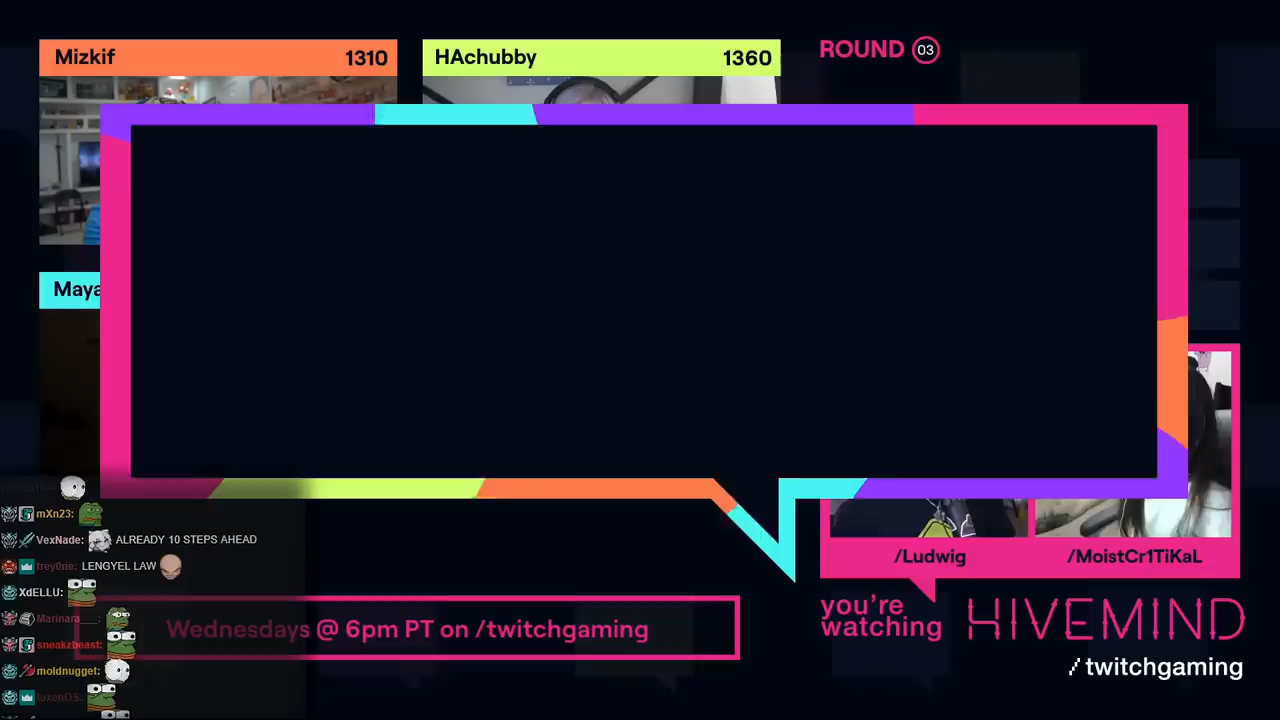 Mizkif 1310
HAchubby 1360
ROUND 03
Maya
/Ludwig
/MoistCr1TiKaL
mXn23:
VexNade: ALREADY 10 STEPS AHEAD
trey0ne: LENGYEL LAW
XdELLU:
Marinara___:
sneakzbeast:
moldnugget:
Wednesdays @ 6pm PT on /twitchgaming
you're
watching
HIVEMIND
/twitchgaming